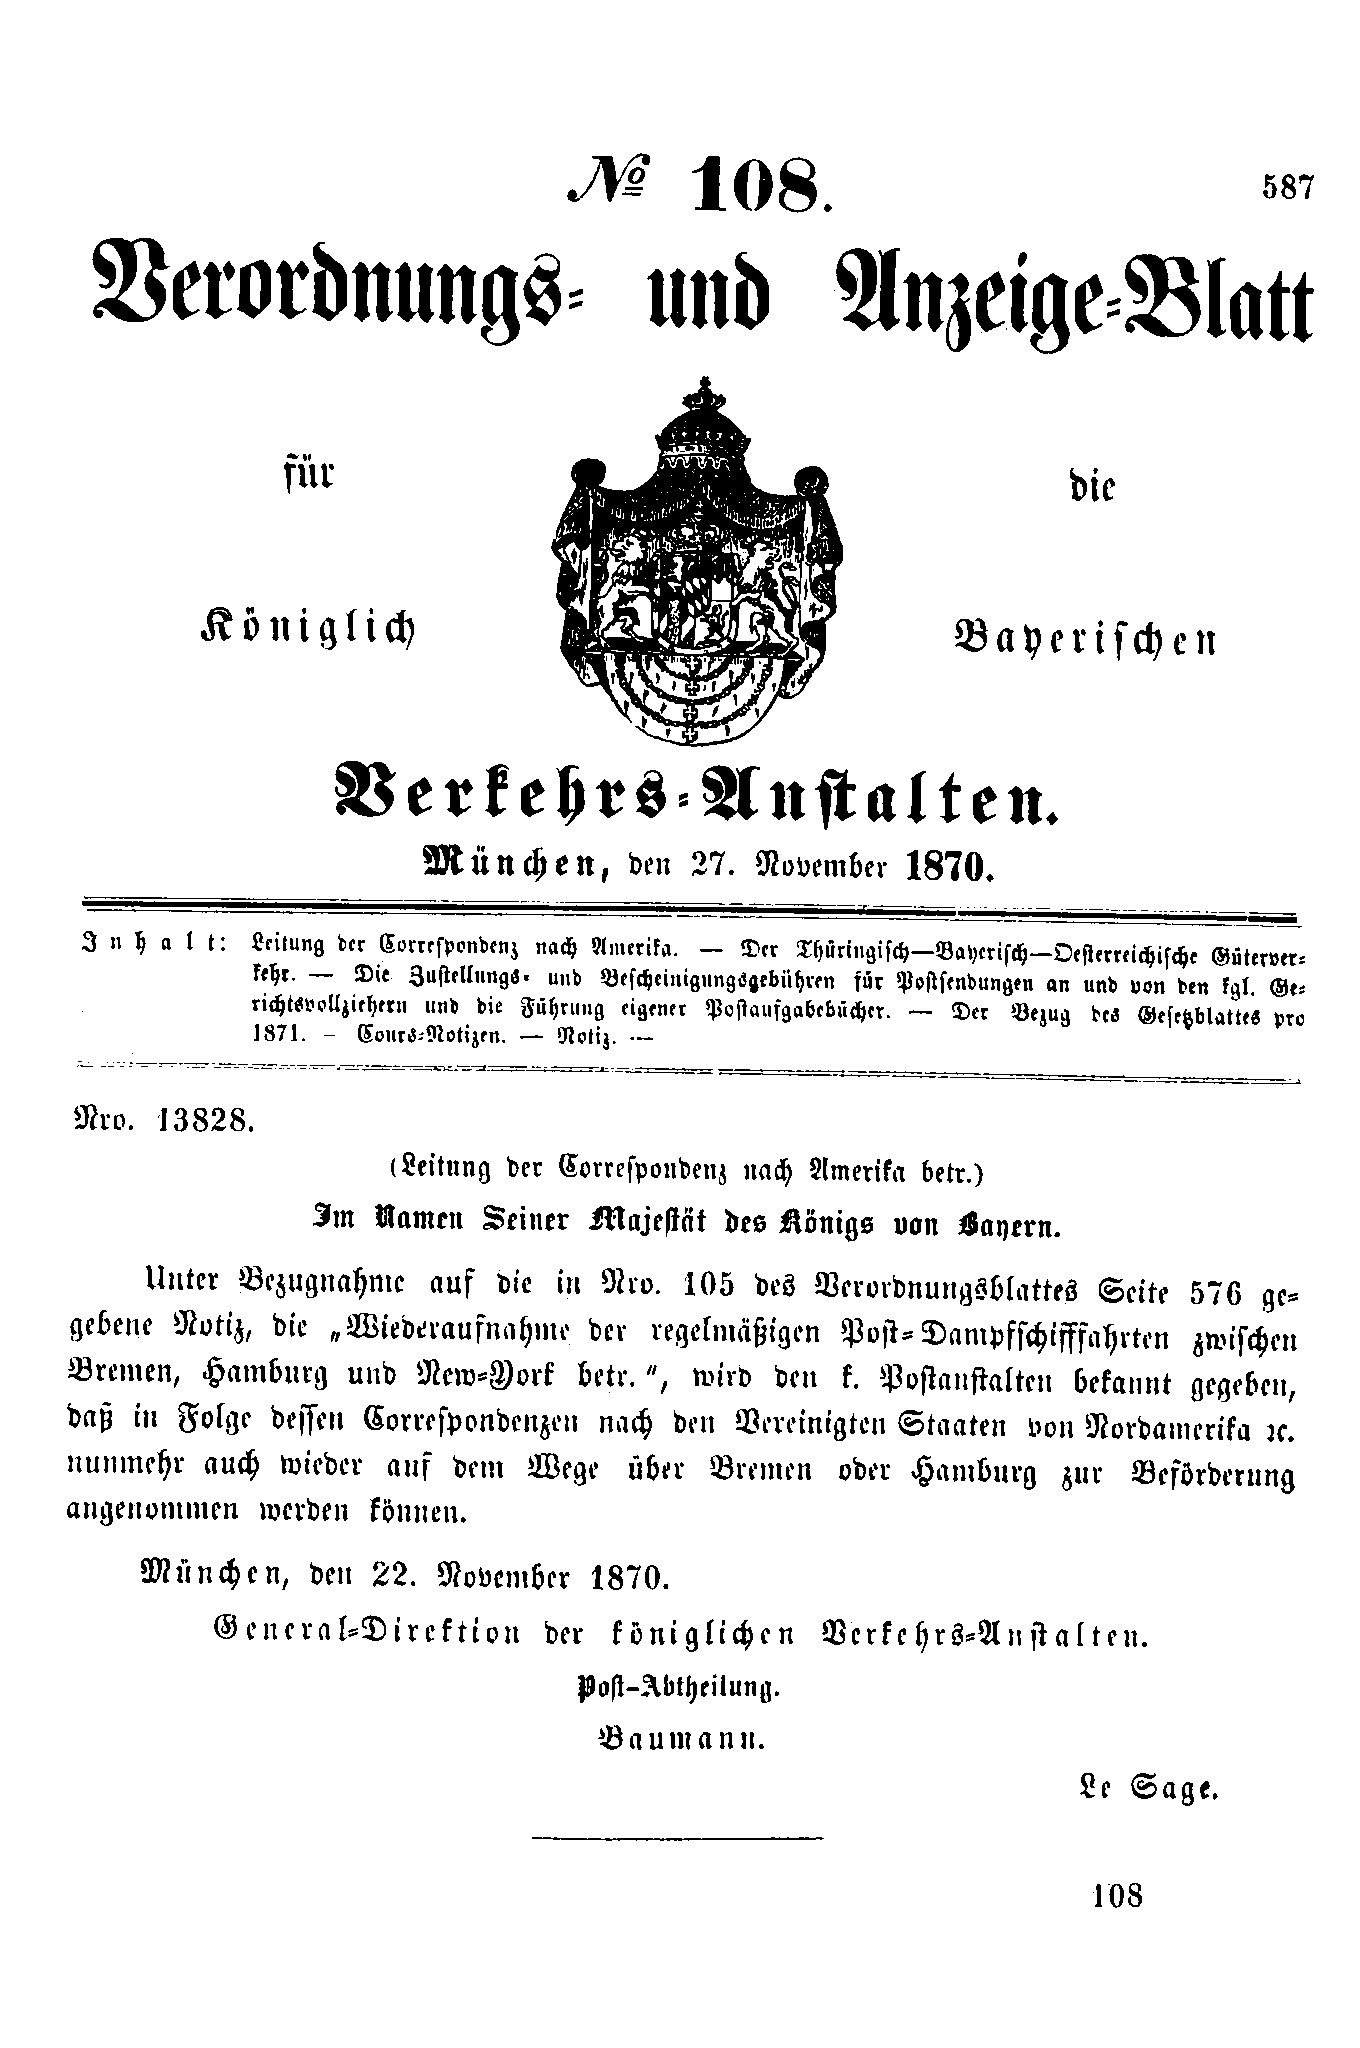 № 108.
587
Verordnungs- und Anzeige-Blatt
für die
Königlich Bayerischen
Verkehrs-Anstalten.
München, den 27. November 1870.
Inhalt: Leitung der Correspondenz nach Amerika. — Der Thüringisch—Bayerisch—Oesterreichische Güterver-
kehr. — Die Zustellungs- und Bescheinigungsgebühren für Postsendungen an und von den kgl. Ge-
richtsvollziehern und die Führung eigener Postaufgabebücher. — Der Bezug des Gesetzblattes pro
1871. – Cours-Notizen. — Notiz. —
Nro. 13828.
(Leitung der Correspondenz nach Amerika betr.)
Im Namen Seiner Majestät des Königs von Bayern.
Unter Bezugnahme auf die in Nro. 105 des Verordnungsblattes Seite 576 ge-
gebene Notiz, die „Wiederaufnahme der regelmäßigen Post-Dampfschifffahrten zwischen
Bremen, Hamburg und New-York betr.“, wird den k. Postanstalten bekannt gegeben,
daß in Folge dessen Correspondenzen nach den Vereinigten Staaten von Nordamerika ꝛc.
nunmehr auch wieder auf dem Wege über Bremen oder Hamburg zur Beförderung
angenommen werden können.
München, den 22. November 1870.
General-Direktion der königlichen Verkehrs-Anstalten.
Post-Abtheilung.
Baumann.
Le Sage.
108